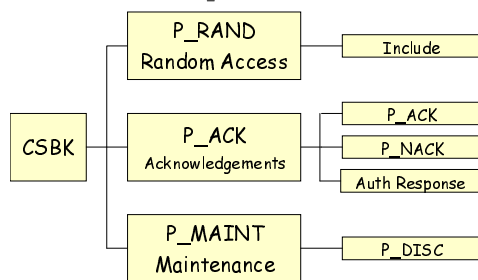 P_RAND
Random Access
Include
CSBK
P_ACK
Acknowledgements
P_ACK
P_NACK
Auth Response
P_MAINT
Maintenance
P_DISC